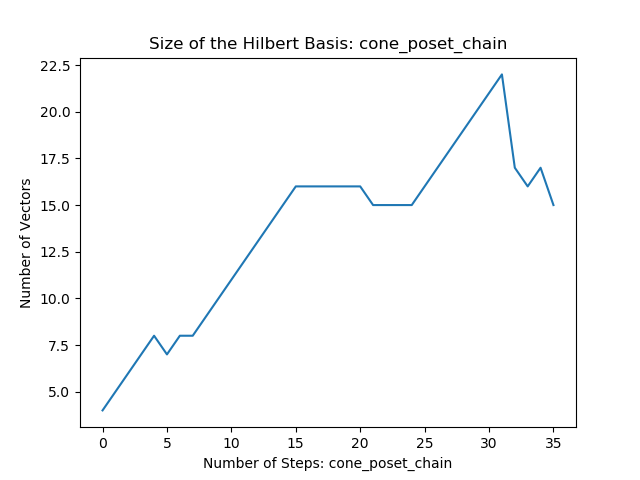 Size of the Hilbert Basis: cone_poset_chain
22.5
20.0
17.5
15.0
12.5
10.0
7.5
5.0
Number of Vectors
0 5 10 15 20 25 30 35
Number of Steps: cone_poset_chain